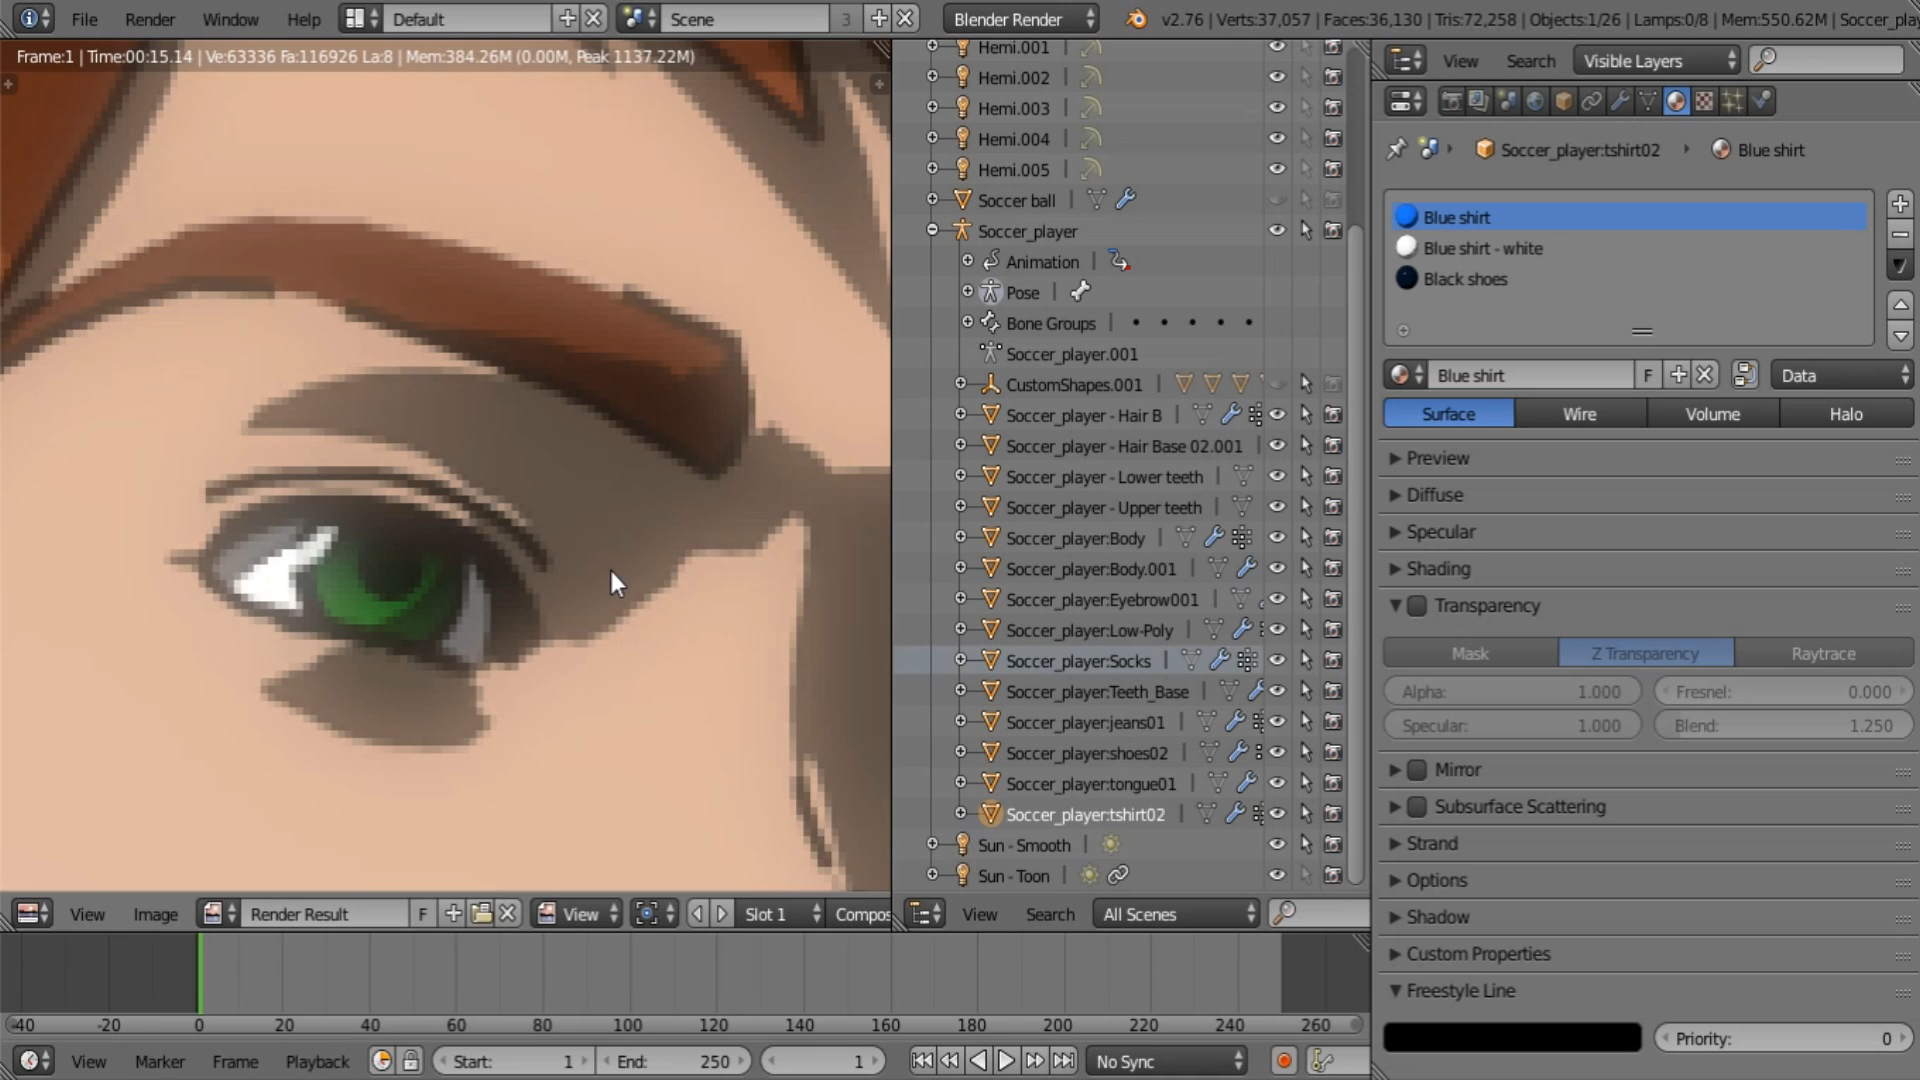 File Render Window Help Default Scene 3 Blender Render v2.76 | Verts:37,057 | Faces:36,130 | Tris:72,258 | Objects:1/26 | Lamps:0/8 | Mem:550.62M | Soccer_play
Frame:1 | Time:00:15.14 | Ve:63336 Fa:116926 La:8 | Mem:384.26M (0.00M, Peak 1137.22M)
Hemi.001
Hemi.002
Hemi.003
Hemi.004
Hemi.005
Soccer ball
Soccer_player
Animation
Pose
Bone Groups
Soccer_player.001
CustomShapes.001
Soccer_player - Hair B
Soccer_player - Hair Base 02.001
Soccer_player - Lower teeth
Soccer_player - Upper teeth
Soccer_player:Body
Soccer_player:Body.001
Soccer_player:Eyebrow001
Soccer_player:Low-Poly
Soccer_player:Socks
Soccer_player:Teeth_Base
Soccer_player:jeans01
Soccer_player:shoes02
Soccer_player:tongue01
Soccer_player:tshirt02
Sun - Smooth
Sun - Toon
View Search Visible Layers
Soccer_player:tshirt02 Blue shirt
Blue shirt
Blue shirt - white
Black shoes
Blue shirt F Data
Surface Wire Volume Halo
Preview
Diffuse
Specular
Shading
Transparency
Mask Z Transparency Raytrace
Alpha: 1.000 Fresnel: 0.000
Specular: 1.000 Blend: 1.250
Mirror
Subsurface Scattering
Strand
Options
Shadow
Custom Properties
Freestyle Line
Priority: 0
View Image Render Result F View Slot 1 Compos
View Search All Scenes
-40 -20 0 20 40 60 80 100 120 140 160 180 200 220 240 260
View Marker Frame Playback Start: 1 End: 250 1 No Sync